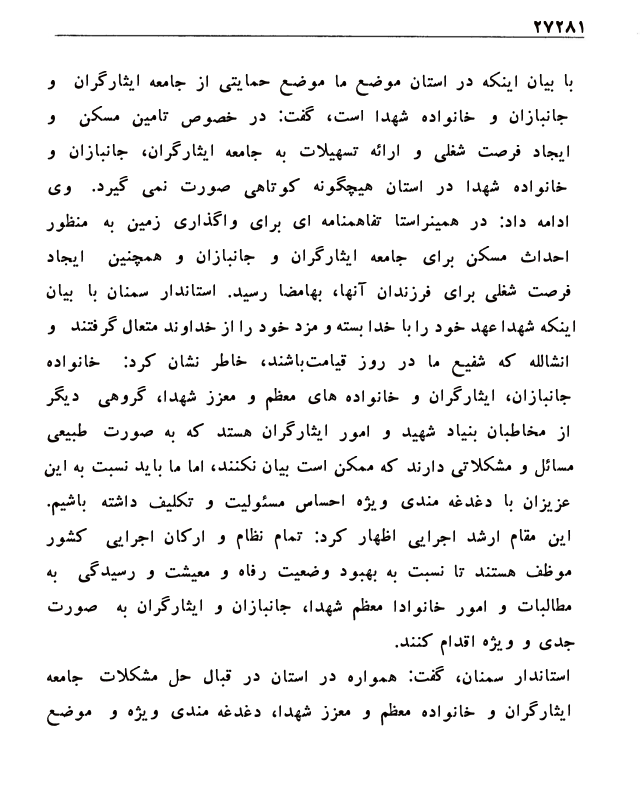 ۲۷۲۸۱
با بیان اینکه در استان موضع ما موضع حمایتی از جامعه ایثارگران و
جانبازان و خانواده شهدا است، گفت: در خصوص تامین مسکن و
ایجاد فرصت شغلی و ارائه تسهیلات به جامعه ایثارگران، جانبازان و
خانواده شهدا در استان هیچگونه کوتاهی صورت نمی گیرد. وی
ادامه داد: در همینراستا تفاهمنامه ای برای واگذاری زمین به منظور
احداث مسکن برای جامعه ایثارگران و جانبازان و همچنین ایجاد
فرصت شغلی برای فرزندان آنها، بهامضا رسید. استاندار سمنان با بیان
اینکه شهدا عهد خود را با خدا بسته و مزد خود را از خداوند متعال گرفتند و
انشالله که شفیع ما در روز قیامت‌باشند، خاطر نشان کرد: خانواده
جانبازان، ایثارگران و خانواده های معظم و معزز شهدا، گروهی دیگر
از مخاطبان بنیاد شهید و امور ایثارگران هستد که به صورت طبیعی
مسائل و مشکلاتی دارند که ممکن است بیان نکنند، اما ما باید نسبت به این
عزیزان با دغدغه مندی ویژه احساس مسئولیت و تکلیف داشته باشیم.
این مقام ارشد اجرایی اظهار کرد: تمام نظام و ارکان اجرایی کشور
موظف هستند تا نسبت به بهبود وضعیت رفاه و معیشت و رسیدگی به
مطالبات و امور خانوادا معظم شهدا، جانبازان و ایثارگران به صورت
جدی و ویژه اقدام کنند.
استاندار سمنان، گفت: همواره در استان در قبال حل مشکلات جامعه
ایثارگران و خانواده معظم و معزز شهدا، دغدغه مندی ویژه و موضع